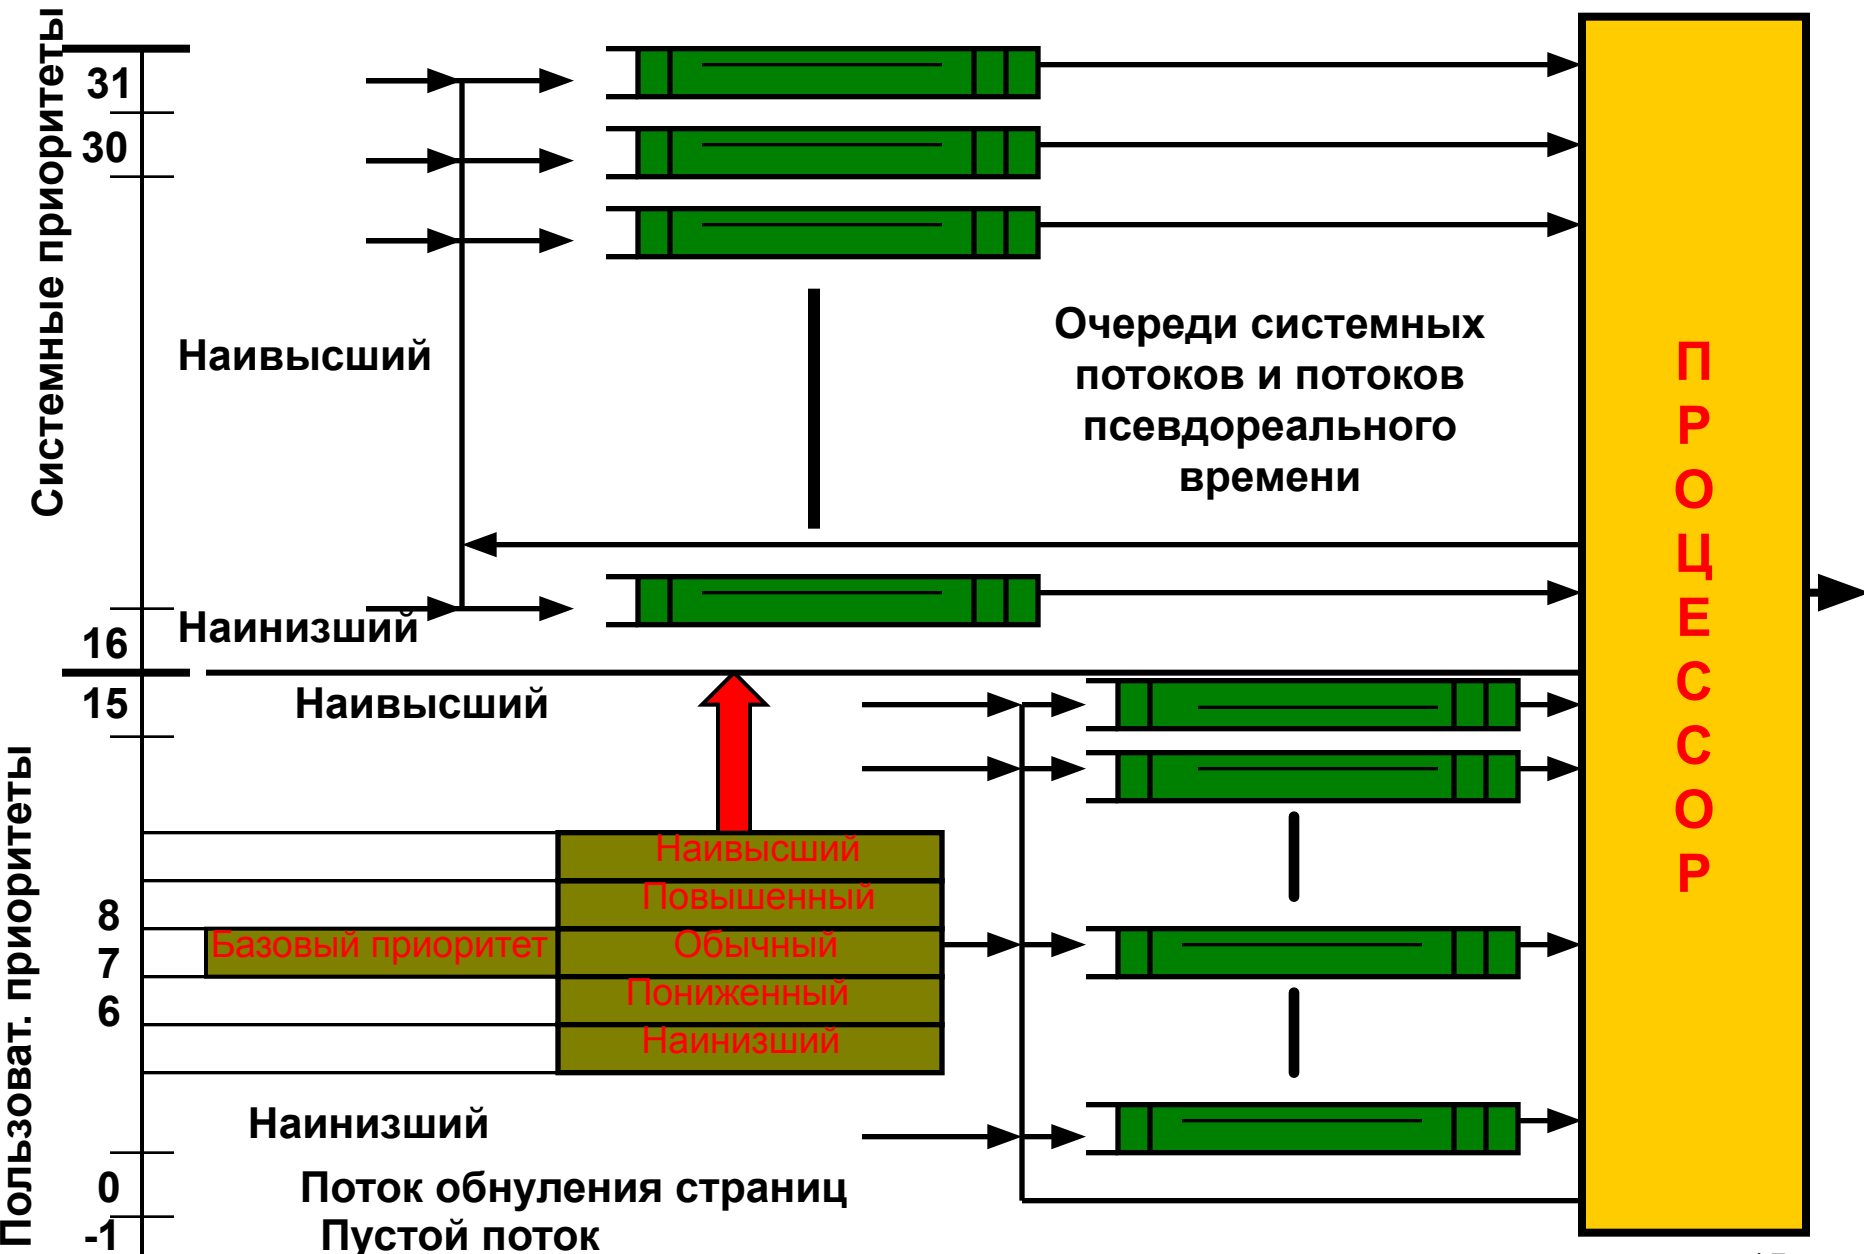 Системные приоритеты
31
30
Наивысший
Очереди системных
потоков и потоков
псевдореального
времени
Наинизший
16
15
Наивысший
Пользоват. приоритеты
Наивысший
Повышенный
8
Базовый приоритет
Обычный
7
Пониженный
6
Наинизший
Наинизший
0
Поток обнуления страниц
-1
Пустой поток
П
Р
О
Ц
Е
С
С
О
Р